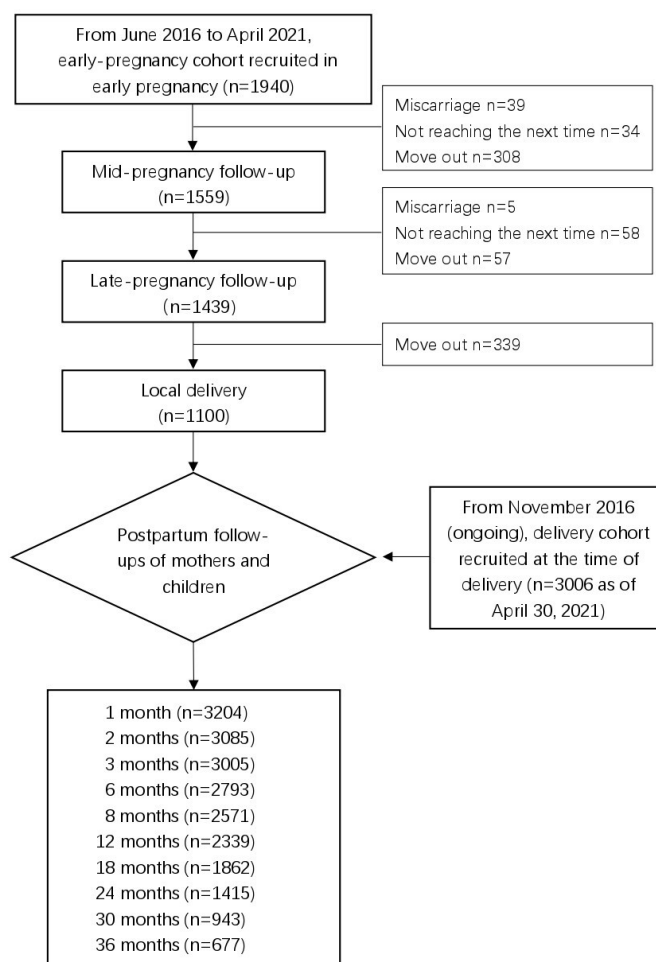 From June 2016 to April 2021,
early-pregnancy cohort recruited in
early pregnancy (n=1940)
Miscarriage n=39
Not reaching the next time n=34
Move out n=308
Mid-pregnancy follow-up
(n=1559)
Miscarriage n=5
Not reaching the next time n=58
Move out n=57
Late-pregnancy follow-up
(n=1439)
Move out n=339
Local delivery
(n=1100)
Postpartum follow-
ups of mothers and
children
From November 2016
(ongoing), delivery cohort
recruited at the time of
delivery (n=3006 as of
April 30, 2021)
1 month (n=3204)
2 months (n=3085)
3 months (n=3005)
6 months (n=2793)
8 months (n=2571)
12 months (n=2339)
18 months (n=1862)
24 months (n=1415)
30 months (n=943)
36 months (n=677)